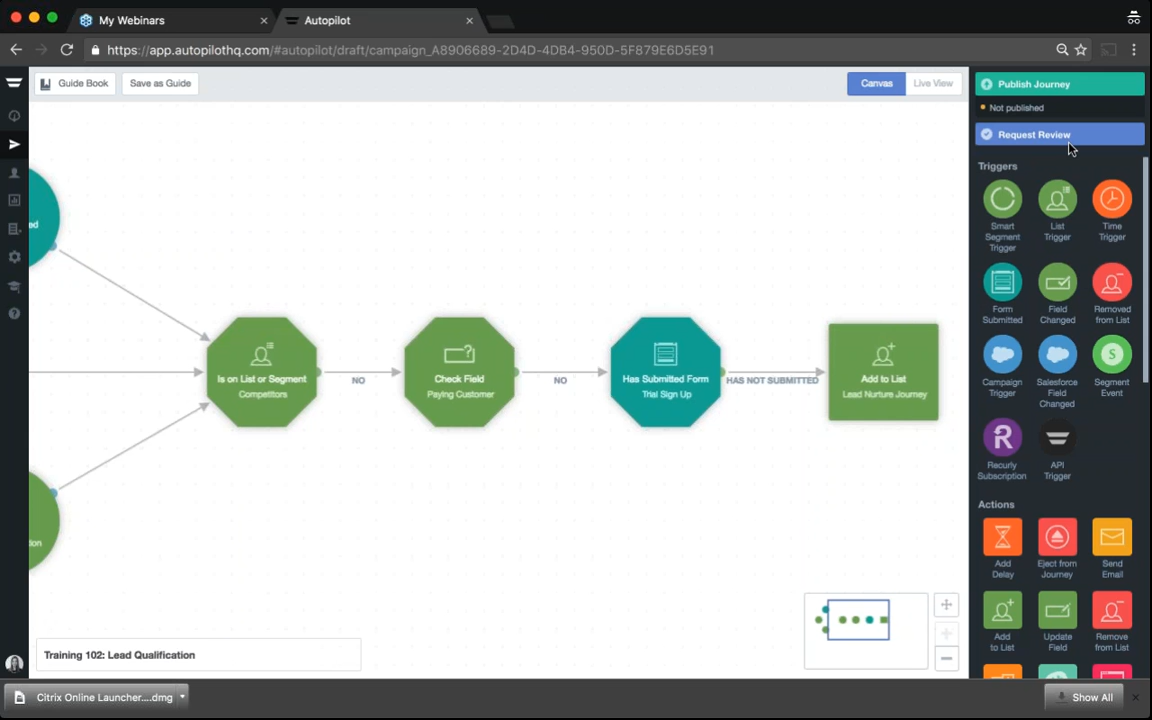 My Webinars
Autopilot
https://app.autopilothq.com/#autopilot/draft/campaign_A8906689-2D4D-4DB4-950D-5F879E6D5E91
Guide Book
Save as Guide
Canvas
Live View
Publish Journey
Not published
Request Review
Triggers
Smart
Segment
Trigger
List
Trigger
Time
Trigger
Form
Submitted
Field
Changed
Removed
from List
Campaign
Trigger
Salesforce
Field
Changed
S
Segment
Event
R
Recurly
Subscription
API
Trigger
Actions
Add
Delay
Eject from
Journey
Send
Email
Add
to List
Update
Field
Remove
from List
ed
ion
Is on List or Segment
Competitors
NO
?
Check Field
Paying Customer
NO
Has Submitted Form
Trial Sign Up
HAS NOT SUBMITTED
Add to List
Lead Nurture Journey
Training 102: Lead Qualification
Citrix Online Launcher....dmg
Show All